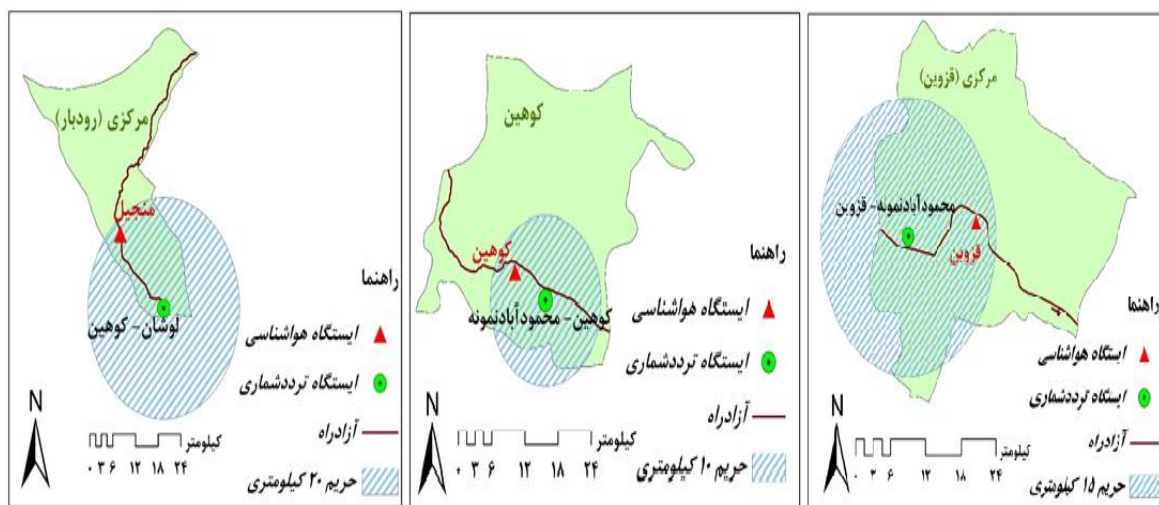 مرکزی (رودبار)
منجیل
لوشان - کوهین
راهنما
ایستگاه هواشناسی
ایستگاه ترددشماری
آزادراه
حریم ۲۰ کیلومتری
N
کیلومتر
۰ ۳ ۶ ۱۲ ۱۸ ۲۴
کوهین
کوهین
کوهین - محمودآبادنمونه
راهنما
ایستگاه هواشناسی
ایستگاه ترددشماری
آزادراه
حریم ۱۰ کیلومتری
N
کیلومتر
۰ ۳ ۶ ۱۲ ۱۸ ۲۴
مرکزی (قزوین)
محمودآبادنمونه - قزوین
قزوین
راهنما
ایستگاه هواشناسی
ایستگاه ترددشماری
آزادراه
حریم ۱۵ کیلومتری
N
کیلومتر
۰ ۳ ۶ ۱۲ ۱۸ ۲۴